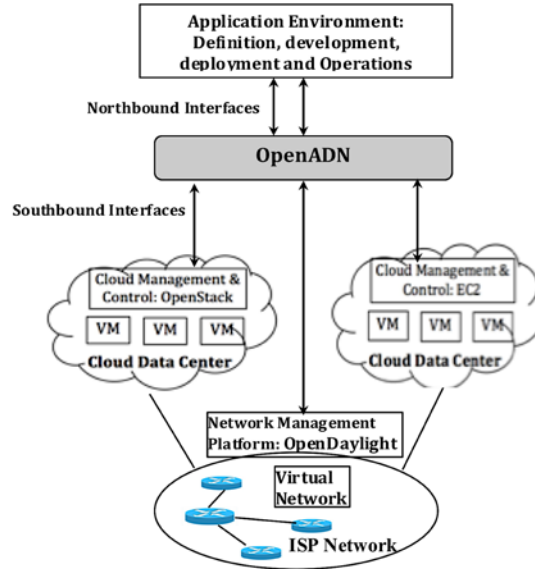 Application Environment:
Definition, development,
deployment and Operations
Northbound Interfaces
OpenADN
Southbound Interfaces
Cloud Management &
Control: OpenStack
VM VM VM
Cloud Data Center
Cloud Management &
Control: EC2
VM VM VM
Cloud Data Center
Network Management
Platform: OpenDaylight
Virtual
Network
ISP Network